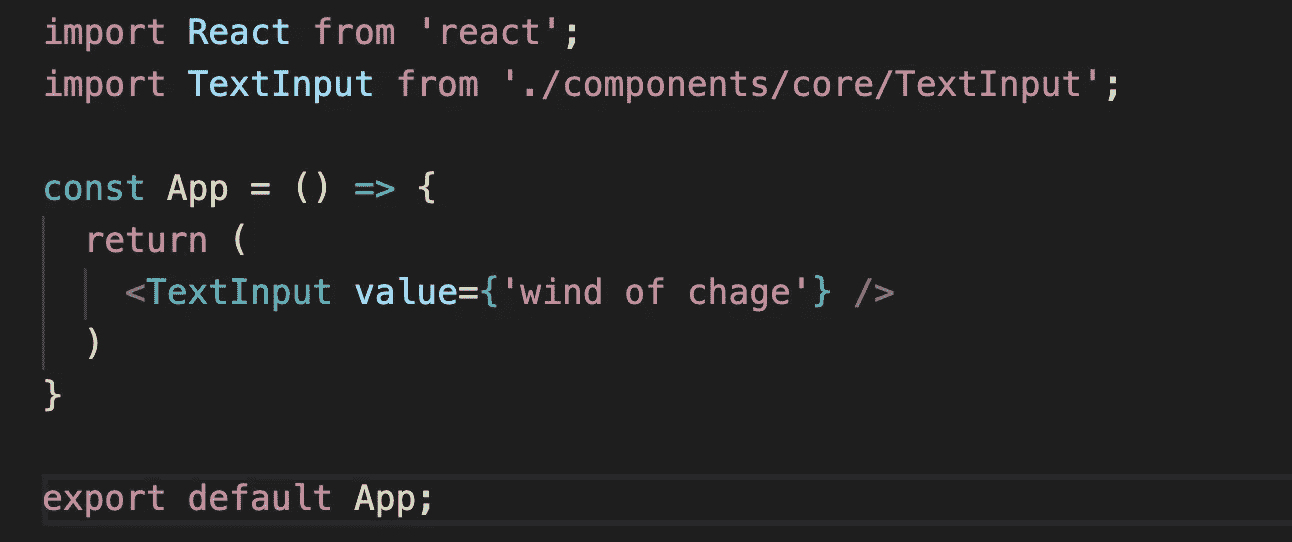 import React from 'react';
import TextInput from './components/core/TextInput';
const App = () => {
return (
<TextInput value={'wind of chage'} />
)
}
export default App;